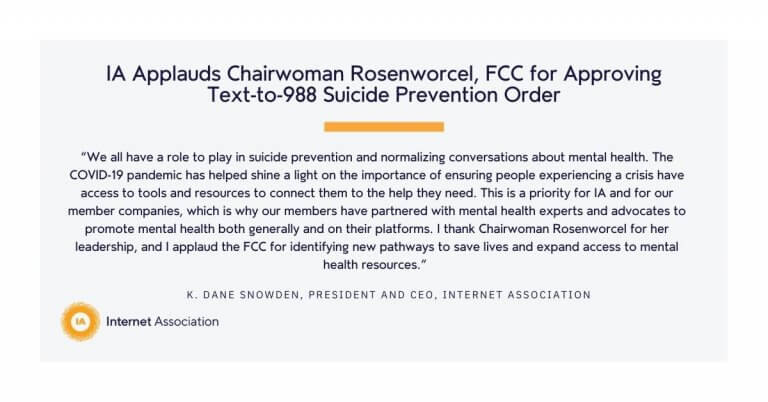 IA Applauds Chairwoman Rosenworcel, FCC for Approving
Text-to-988 Suicide Prevention Order
“We all have a role to play in suicide prevention and normalizing conversations about mental health. The
COVID-19 pandemic has helped shine a light on the importance of ensuring people experiencing a crisis have
access to tools and resources to connect them to the help they need. This is a priority for IA and for our
member companies, which is why our members have partnered with mental health experts and advocates to
promote mental health both generally and on their platforms. I thank Chairwoman Rosenworcel for her
leadership, and I applaud the FCC for identifying new pathways to save lives and expand access to mental
health resources.”
K. DANE SNOWDEN, PRESIDENT AND CEO, INTERNET ASSOCIATION
IA Internet Association